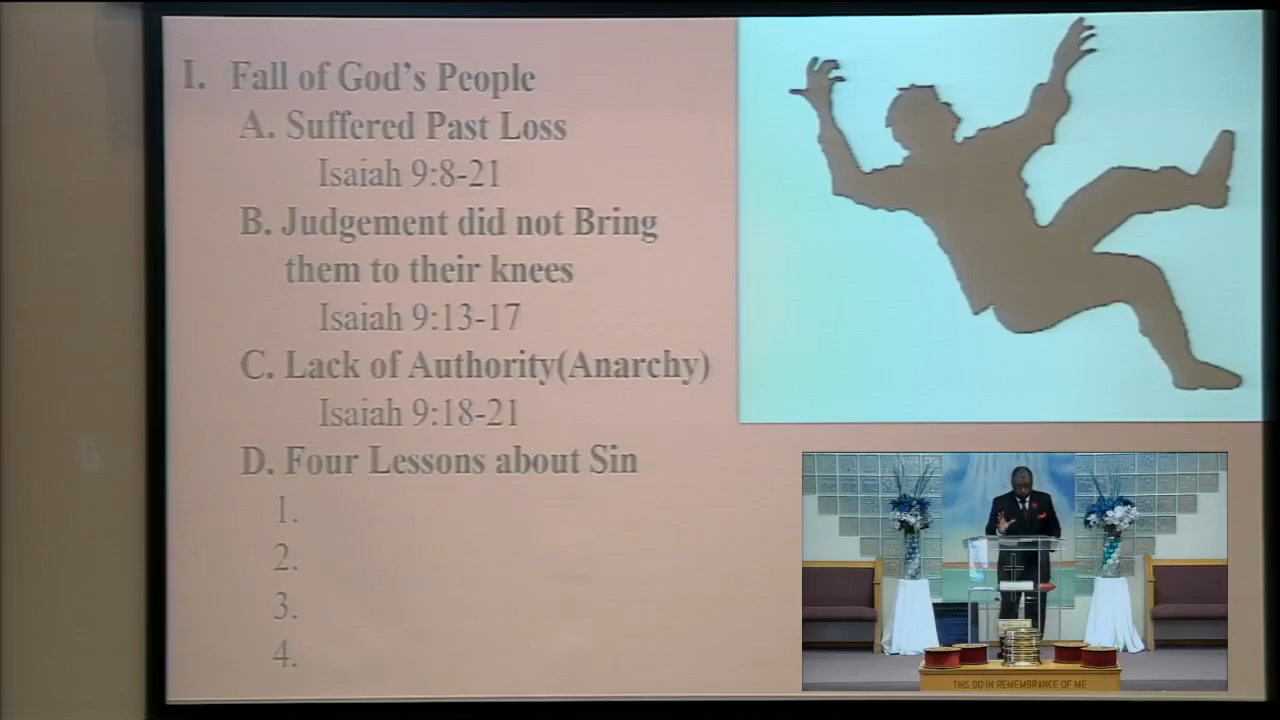 I. Fall of God's People
A. Suffered Past Loss
Isaiah 9:8-21
B. Judgement did not Bring
them to their knees
Isaiah 9:13-17
C. Lack of Authority(Anarchy)
Isaiah 9:18-21
D. Four Lessons about Sin
1.
2.
3.
4.
THIS DO IN REMEMBRANCE OF ME